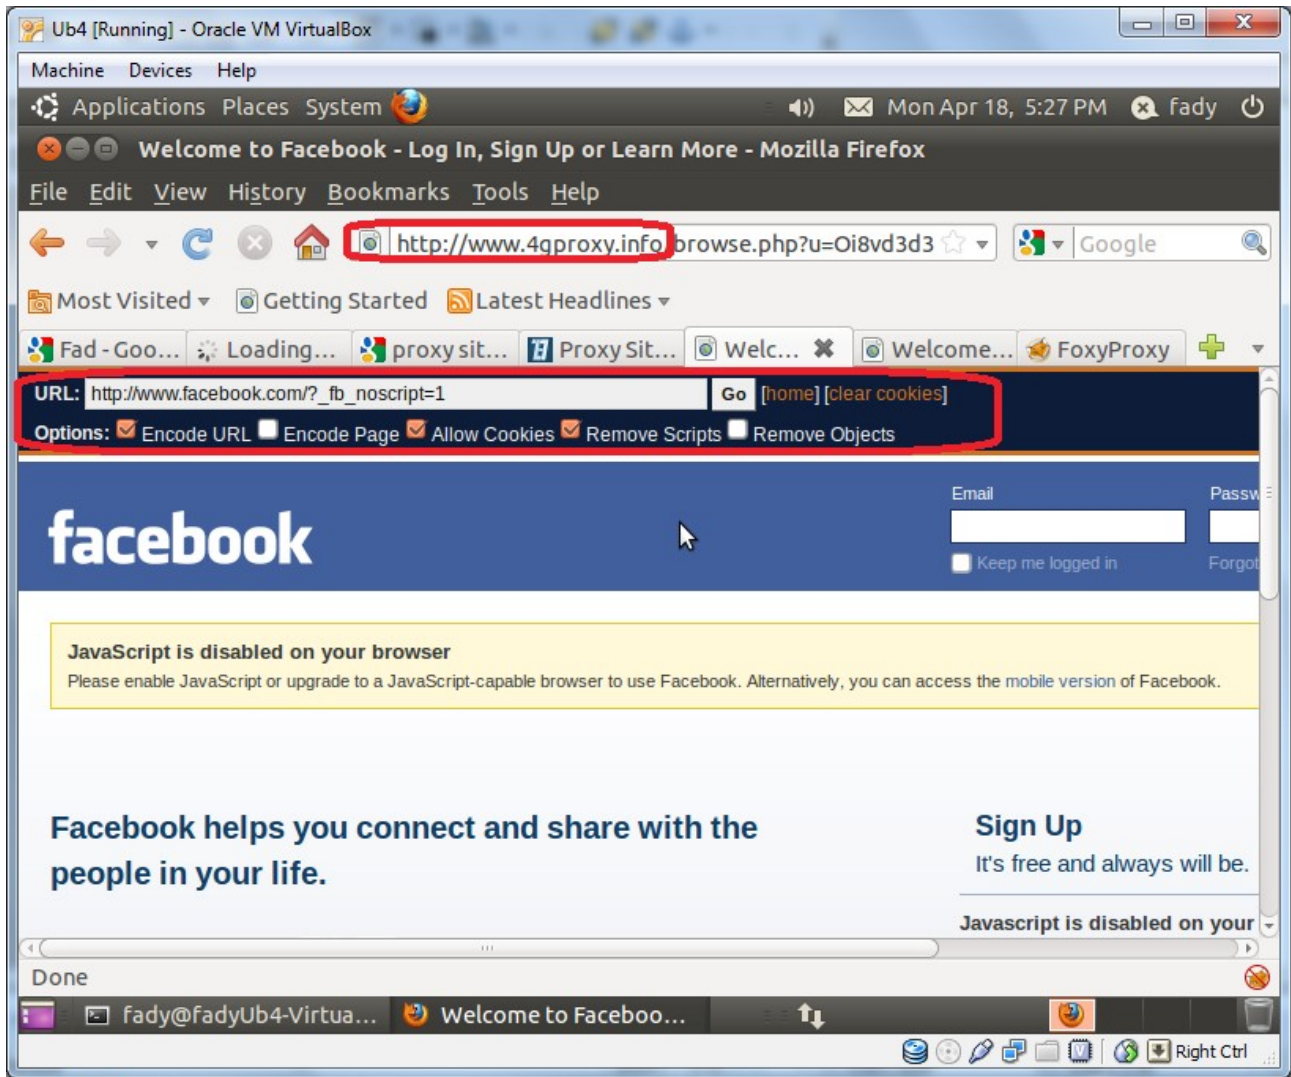 Ub4 [Running] - Oracle VM VirtualBox
Machine Devices Help
Applications Places System Mon Apr 18, 5:27 PM fady
Welcome to Facebook - Log In, Sign Up or Learn More - Mozilla Firefox
File Edit View History Bookmarks Tools Help
http://www.4gproxy.info/browse.php?u=Oi8vd3d3 Google
Most Visited Getting Started Latest Headlines
Fad - Goo... Loading... proxy sit... Proxy Sit... Welc... Welcome... FoxyProxy
URL: http://www.facebook.com/?_fb_noscript=1 Go [home] [clear cookies]
Options: Encode URL Encode Page Allow Cookies Remove Scripts Remove Objects
Email Passw
facebook
Keep me logged in Forgot
JavaScript is disabled on your browser
Please enable JavaScript or upgrade to a JavaScript-capable browser to use Facebook. Alternatively, you can access the mobile version of Facebook.
Facebook helps you connect and share with the
people in your life.
Sign Up
It's free and always will be.
Javascript is disabled on your
Done
fady@fadyUb4-Virtua... Welcome to Faceboo...
Right Ctrl